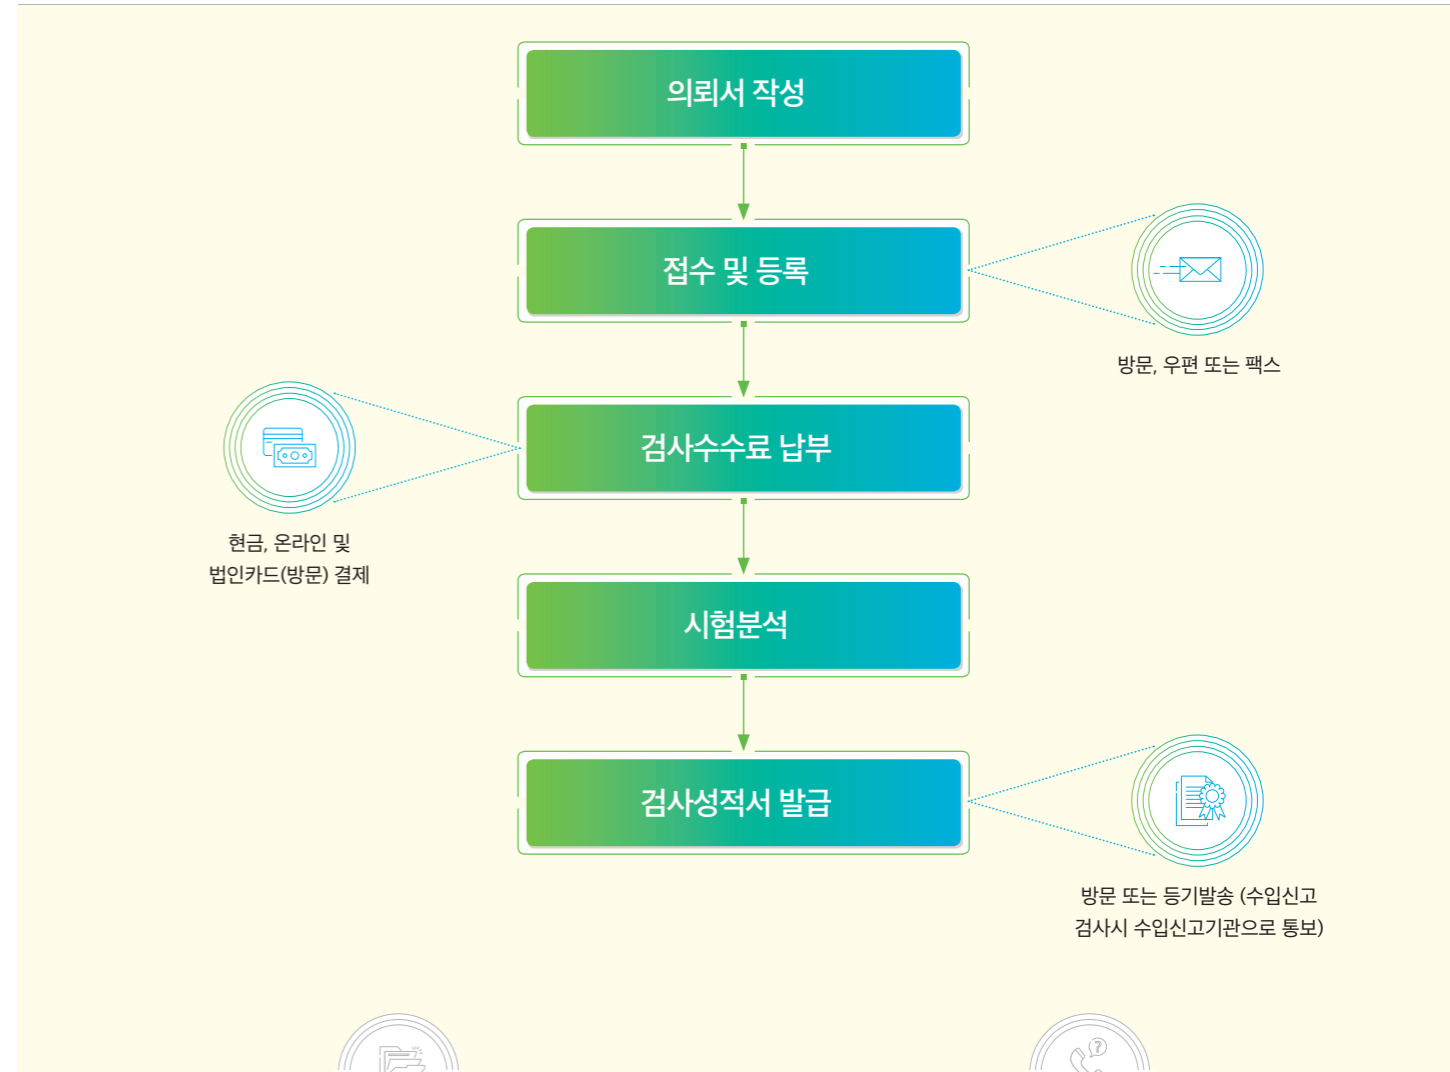 의뢰서 작성
접수 및 등록
방문, 우편 또는 팩스
검사수수료 납부
현금, 온라인 및
법인카드(방문) 결제
시험분석
검사성적서 발급
방문 또는 등기발송 (수입신고
검사시 수입신고기관으로 통보)
?